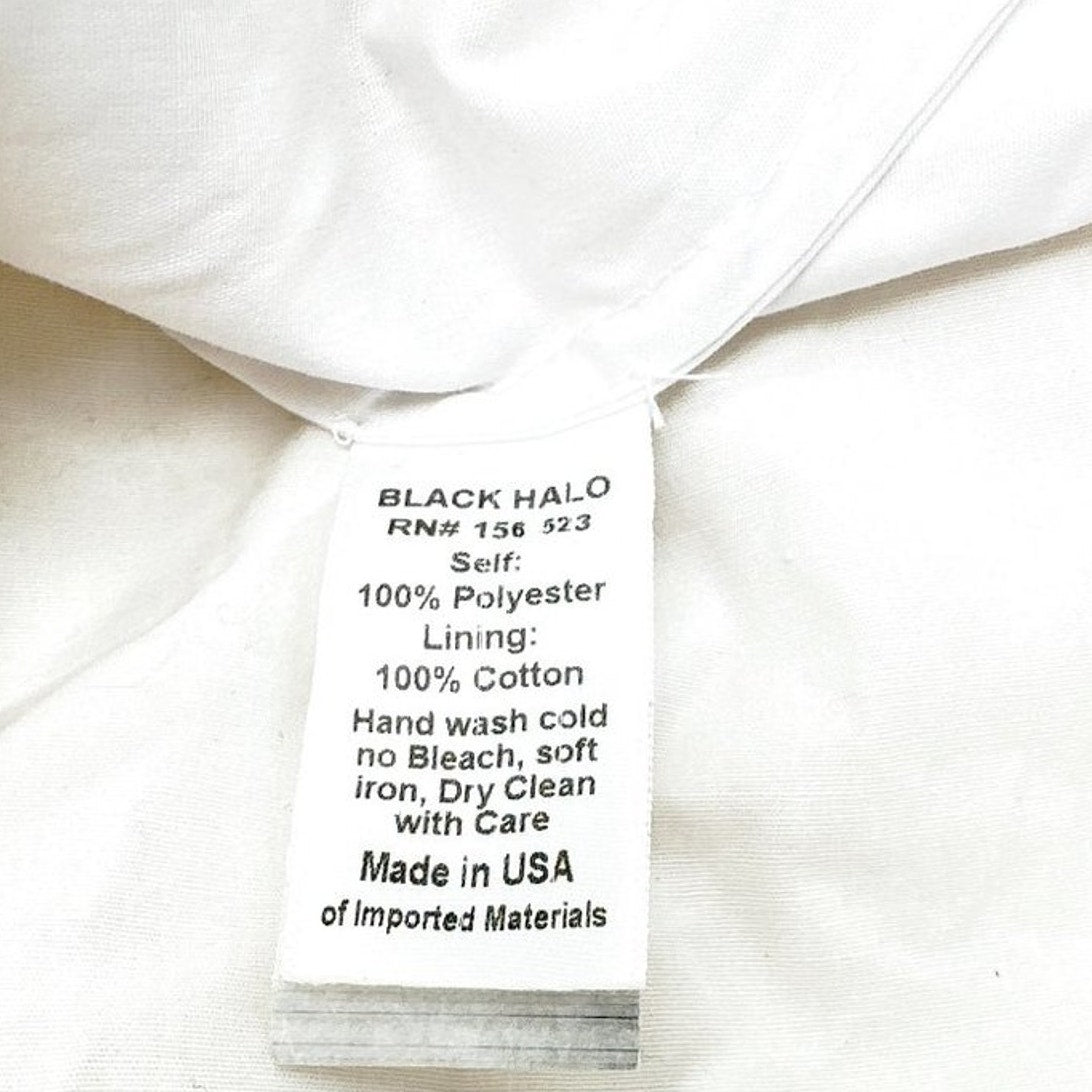 BLACK HALO
RN# 156 523
Self:
100% Polyester
Lining:
100% Cotton
Hand wash cold
no Bleach, soft
iron, Dry Clean
with Care
Made in USA
of Imported Materials